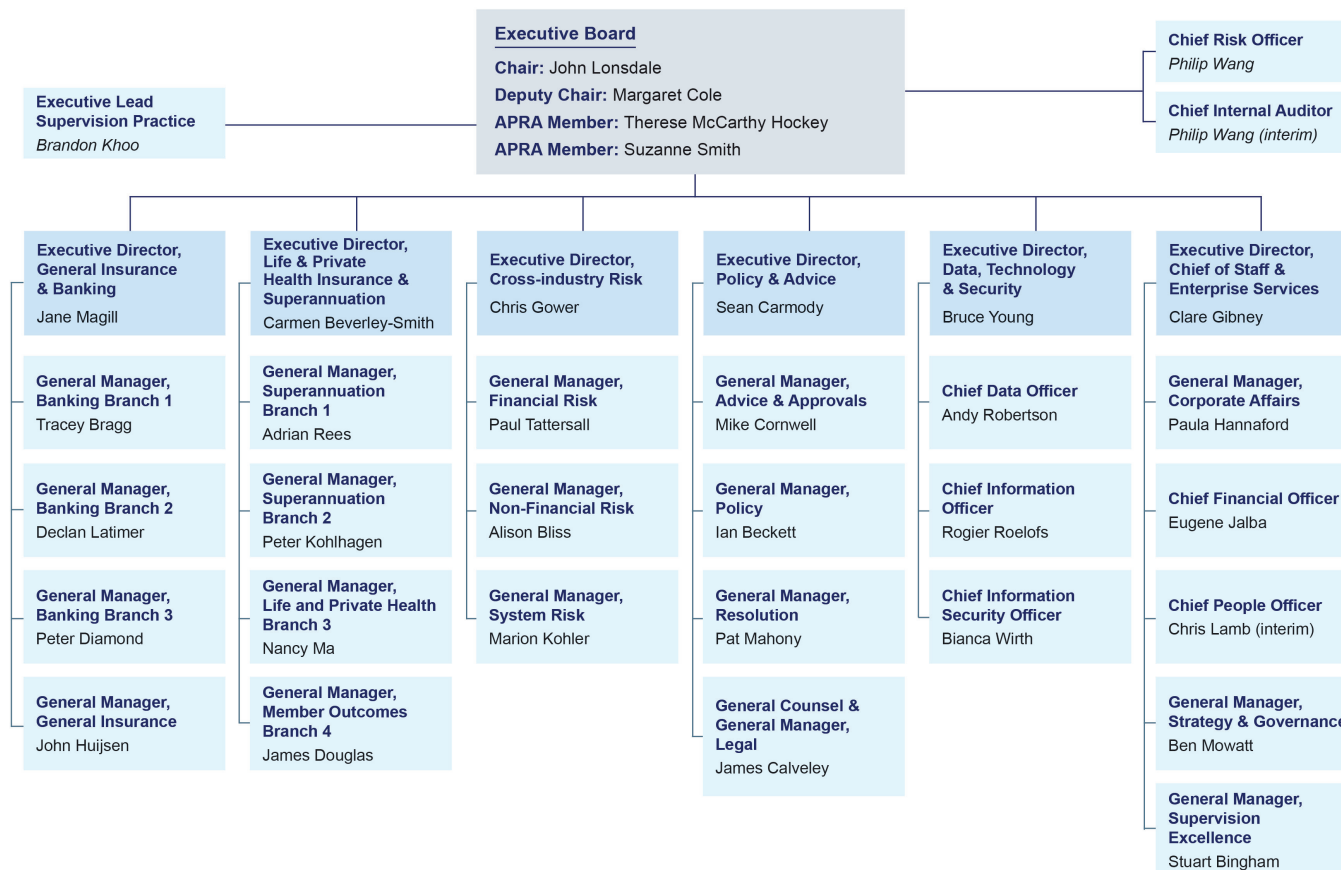 Executive Board
Chair: John Lonsdale
Deputy Chair: Margaret Cole
APRA Member: Therese McCarthy Hockey
APRA Member: Suzanne Smith
Executive Lead
Supervision Practice
Brandon Khoo
Chief Risk Officer
Philip Wang
Chief Internal Auditor
Philip Wang (interim)
Executive Director,
General Insurance
& Banking
Jane Magill
General Manager,
Banking Branch 1
Tracey Bragg
General Manager,
Banking Branch 2
Declan Latimer
General Manager,
Banking Branch 3
Peter Diamond
General Manager,
General Insurance
John Huijsen
Executive Director,
Life & Private
Health Insurance &
Superannuation
Carmen Beverley-Smith
General Manager,
Superannuation
Branch 1
Adrian Rees
General Manager,
Superannuation
Branch 2
Peter Kohlhagen
General Manager,
Life and Private Health
Branch 3
Nancy Ma
General Manager,
Member Outcomes
Branch 4
James Douglas
Executive Director,
Cross-industry Risk
Chris Gower
General Manager,
Financial Risk
Paul Tattersall
General Manager,
Non-Financial Risk
Alison Bliss
General Manager,
System Risk
Marion Kohler
Executive Director,
Policy & Advice
Sean Carmody
General Manager,
Advice & Approvals
Mike Cornwell
General Manager,
Policy
Ian Beckett
General Manager,
Resolution
Pat Mahony
General Counsel &
General Manager,
Legal
James Calveley
Executive Director,
Data, Technology
& Security
Bruce Young
Chief Data Officer
Andy Robertson
Chief Information
Officer
Rogier Roelofs
Chief Information
Security Officer
Bianca Wirth
Executive Director,
Chief of Staff &
Enterprise Services
Clare Gibney
General Manager,
Corporate Affairs
Paula Hannaford
Chief Financial Officer
Eugene Jalba
Chief People Officer
Chris Lamb (interim)
General Manager,
Strategy & Governance
Ben Mowatt
General Manager,
Supervision
Excellence
Stuart Bingham